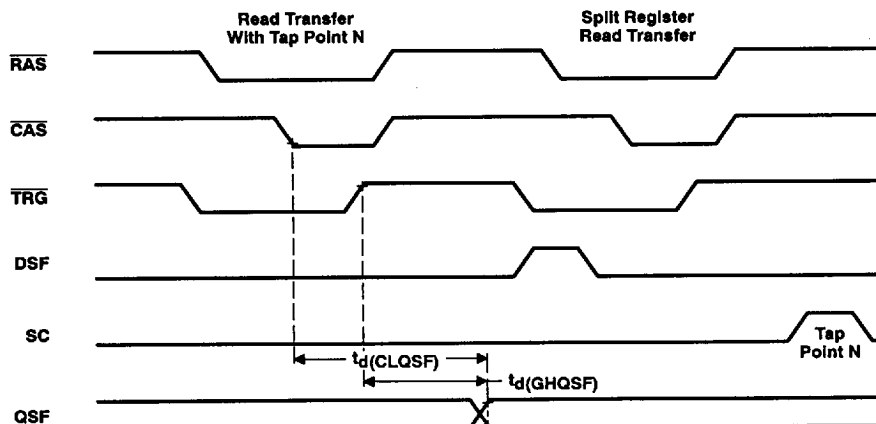 Read Transfer
With Tap Point N
Split Register
Read Transfer
RAS
CAS
TRG
DSF
SC
Tap
Point N
td(CLQSF)
td(GHQSF)
QSF